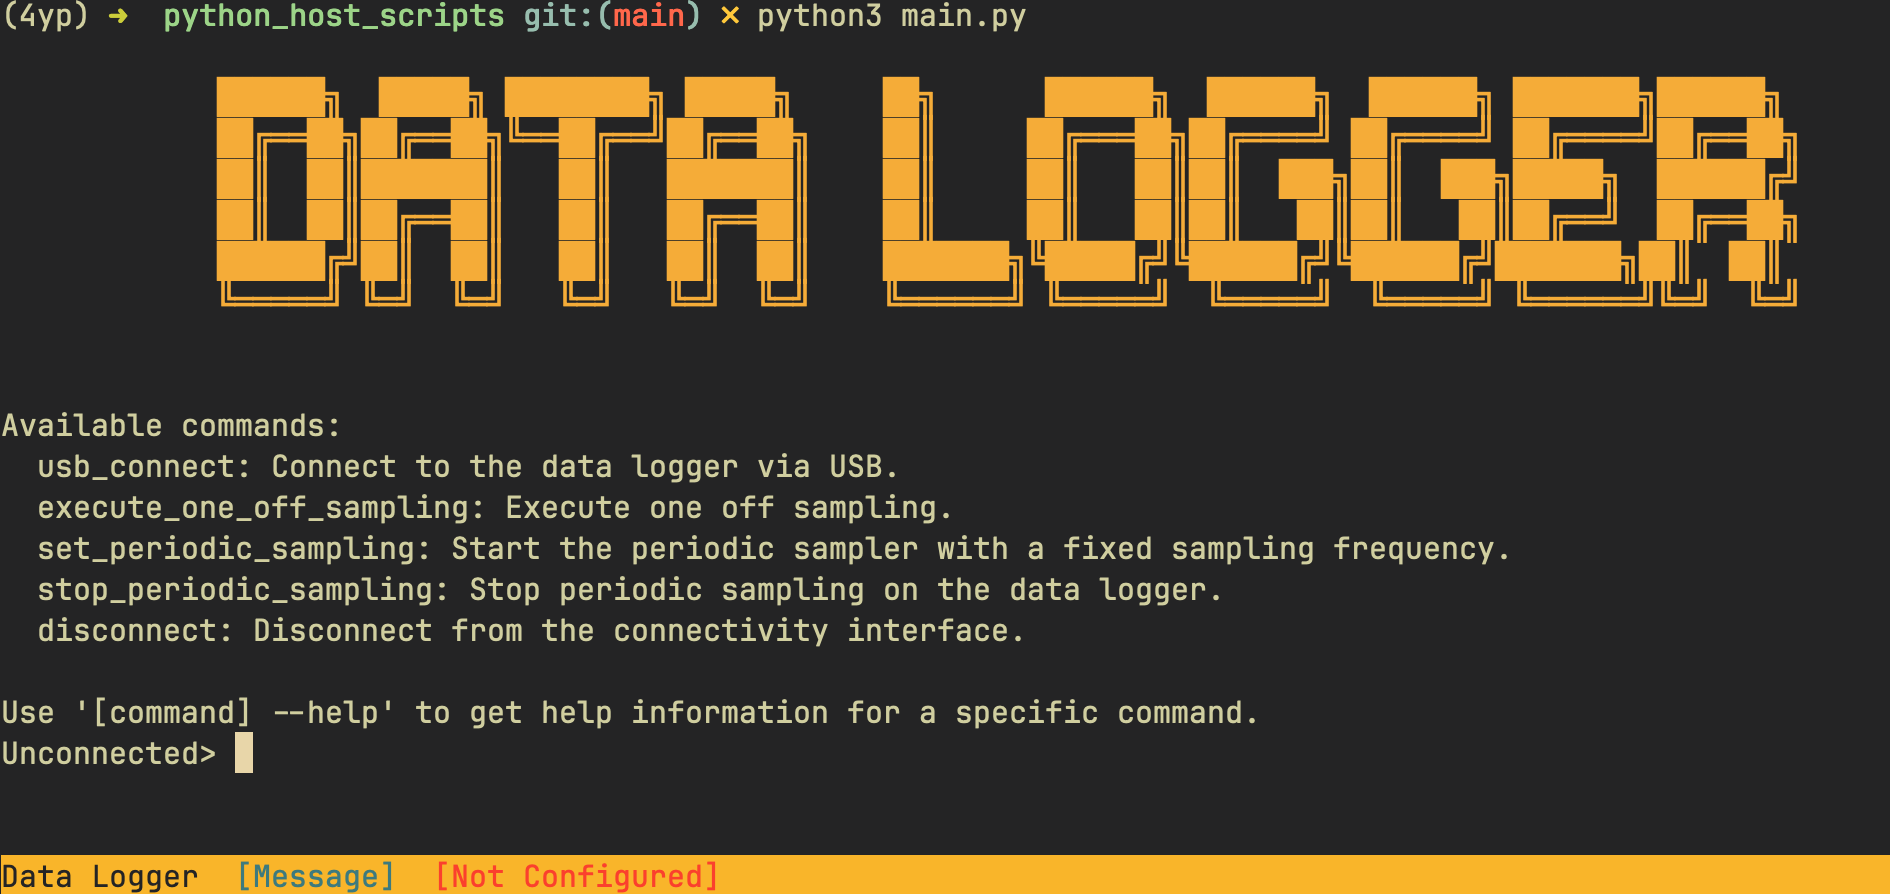 (4yp) ➜  python_host_scripts git:(main) ✗ python3 main.py
DATA LOGGER
Available commands:
  usb_connect: Connect to the data logger via USB.
  execute_one_off_sampling: Execute one off sampling.
  set_periodic_sampling: Start the periodic sampler with a fixed sampling frequency.
  stop_periodic_sampling: Stop periodic sampling on the data logger.
  disconnect: Disconnect from the connectivity interface.
Use '[command] --help' to get help information for a specific command.
Unconnected>
Data Logger  [Message]  [Not Configured]